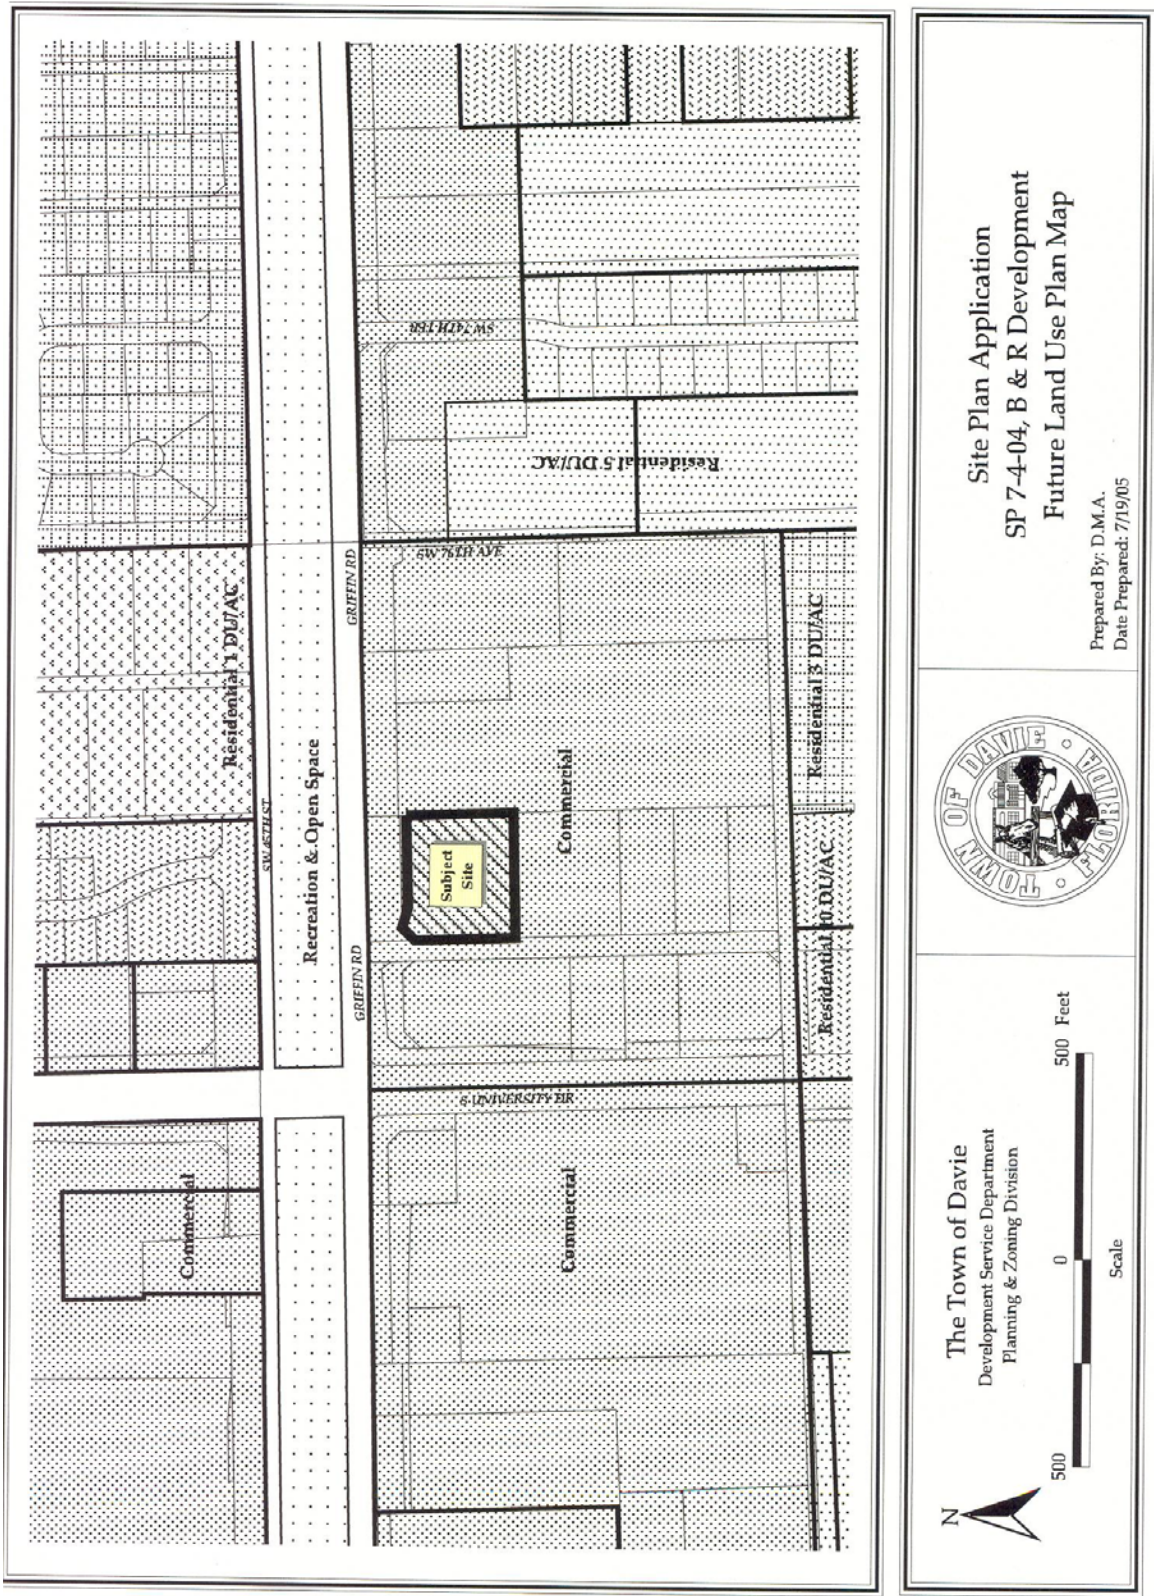 SW 45TH ST
Residential 1 DU/AC
Commercial
Recreation & Open Space
GRIFFIN RD
GRIFFIN RD
S UNIVERSITY DR
SW 76TH AVE
SW 74TH TER
Subject
Site
Commercial
Commercial
Residential 5 DU/AC
Residential 10 DU/AC
Residential 3 DU/AC
N
The Town of Davie
Development Service Department
Planning & Zoning Division
500 0 500 Feet
Scale
TOWN OF DAVIE
FLORIDA
Site Plan Application
SP 7-4-04, B & R Development
Future Land Use Plan Map
Prepared By: D.M.A.
Date Prepared: 7/19/05